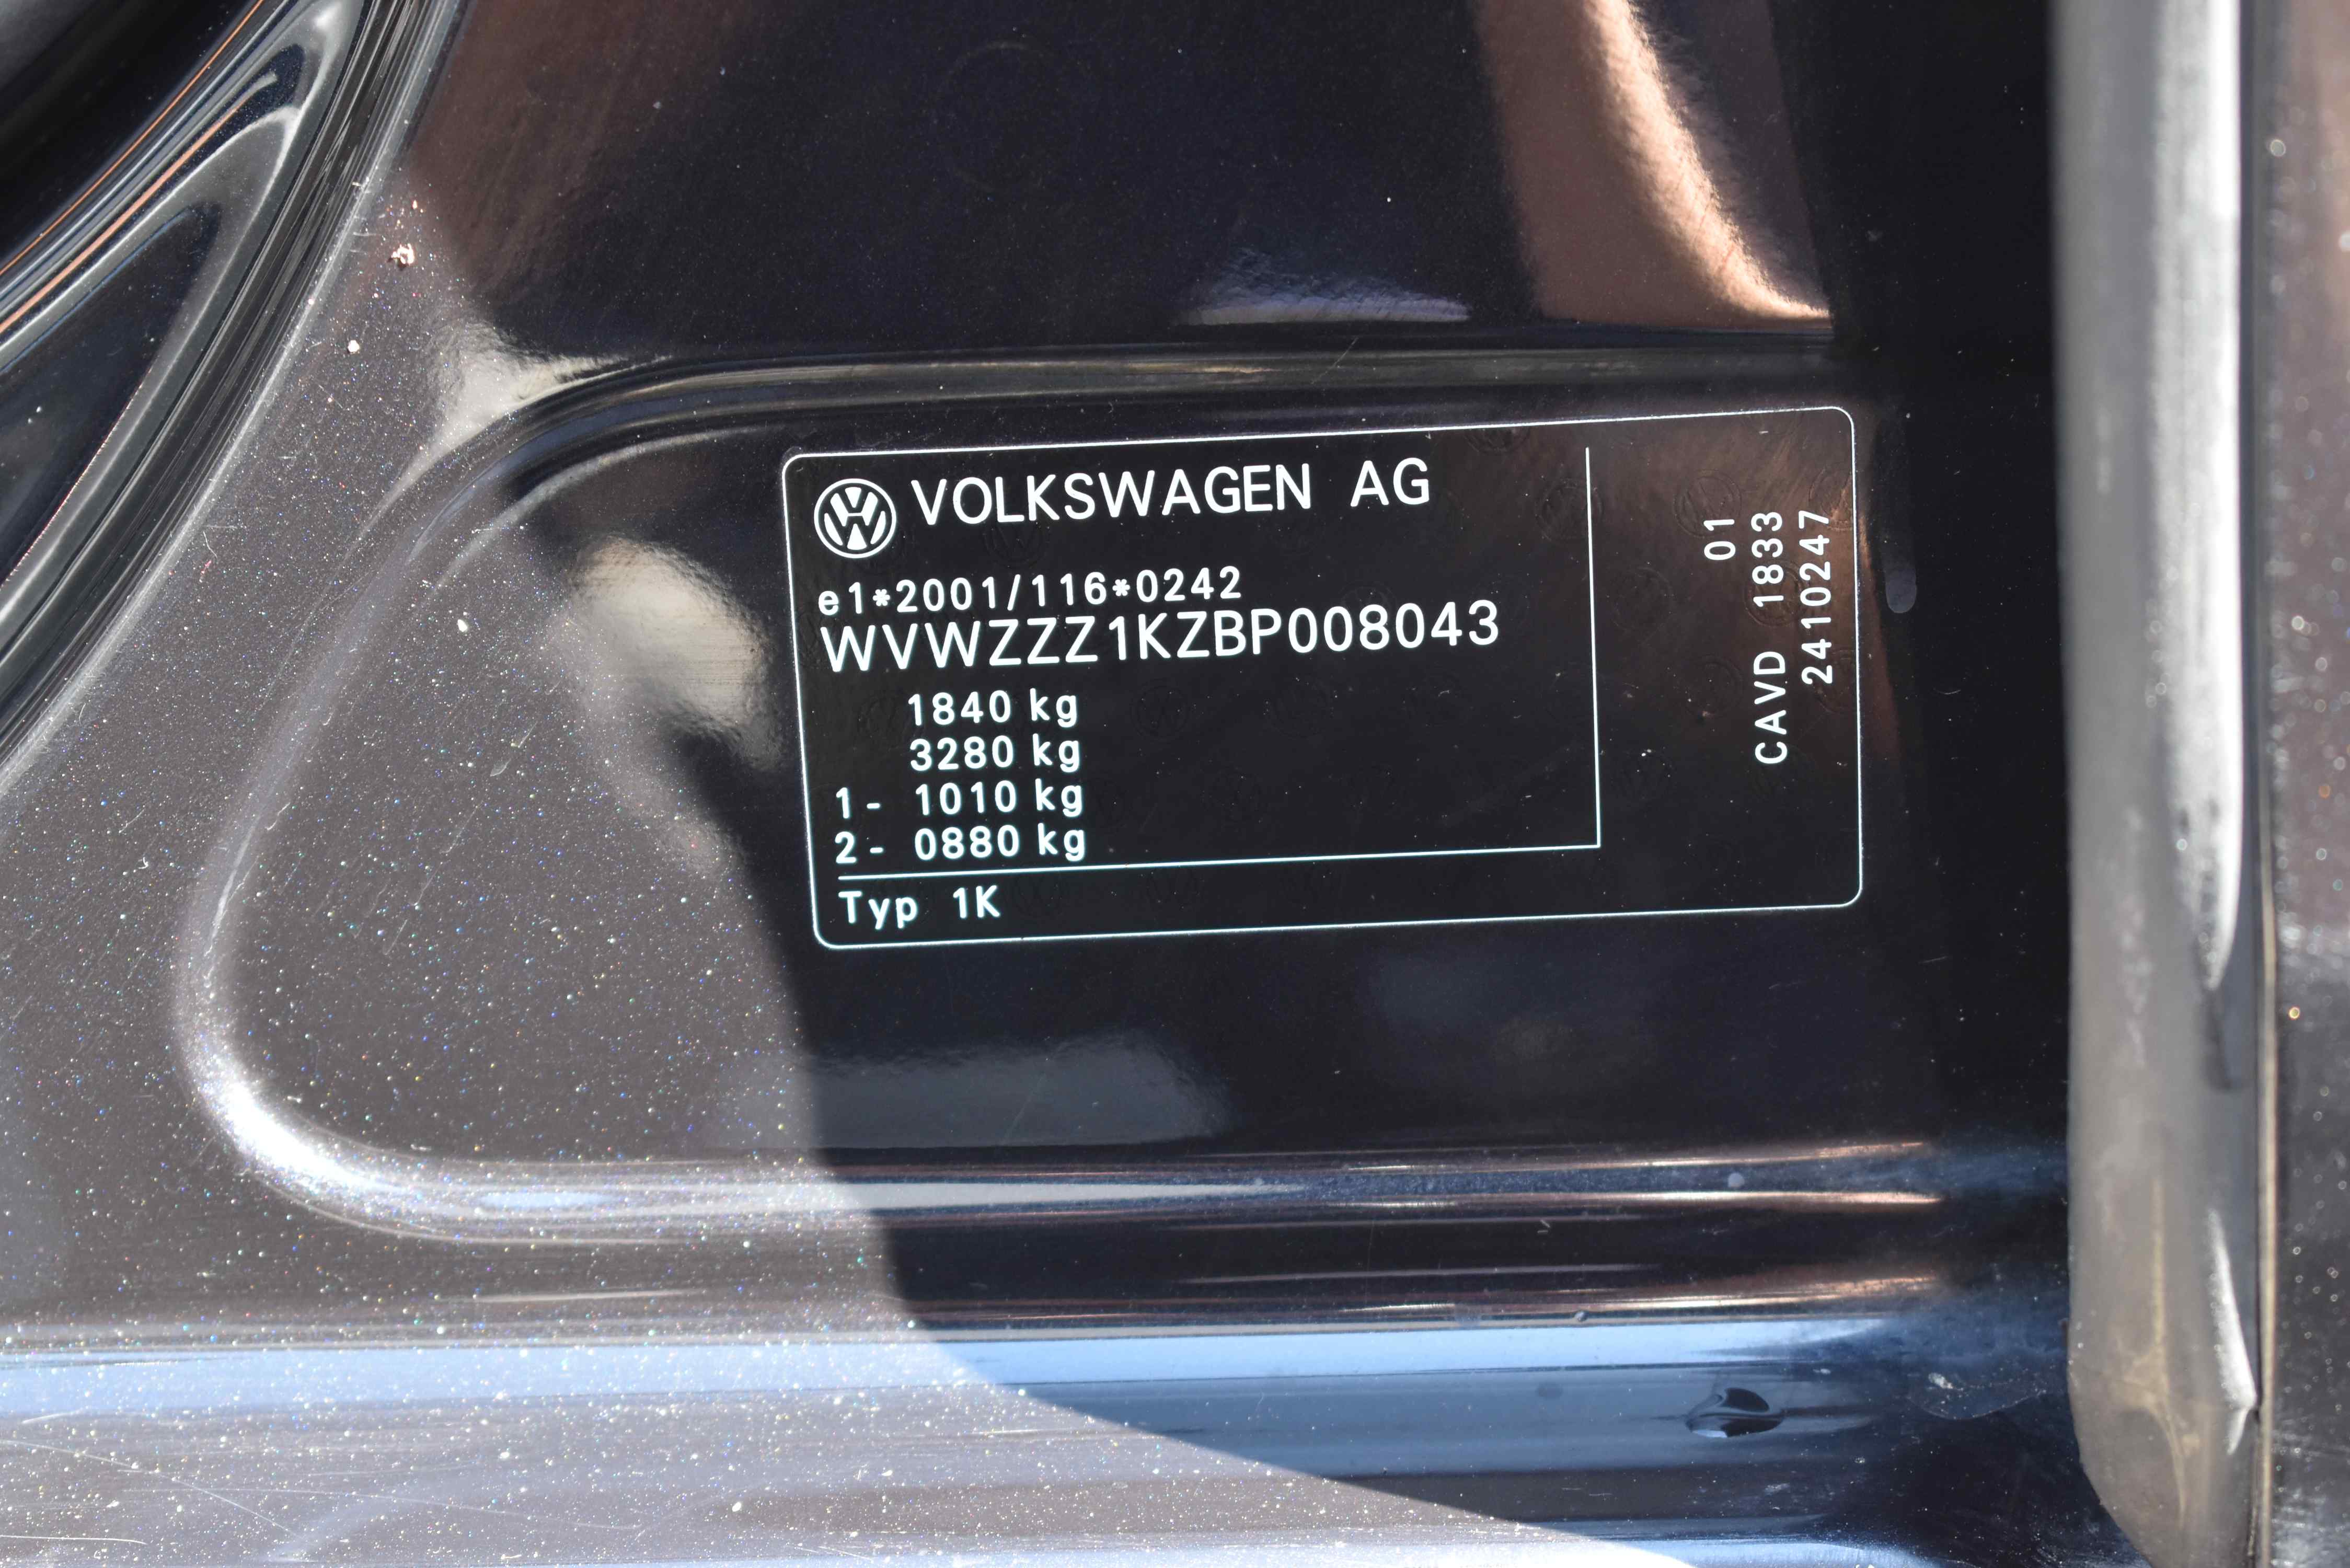 VOLKSWAGEN AG
e1*2001/116*0242
WVWZZZ1KZBP008043
1840 kg
3280 kg
1- 1010 kg
2- 0880 kg
Typ 1K
01
CAVD 1833
24110247